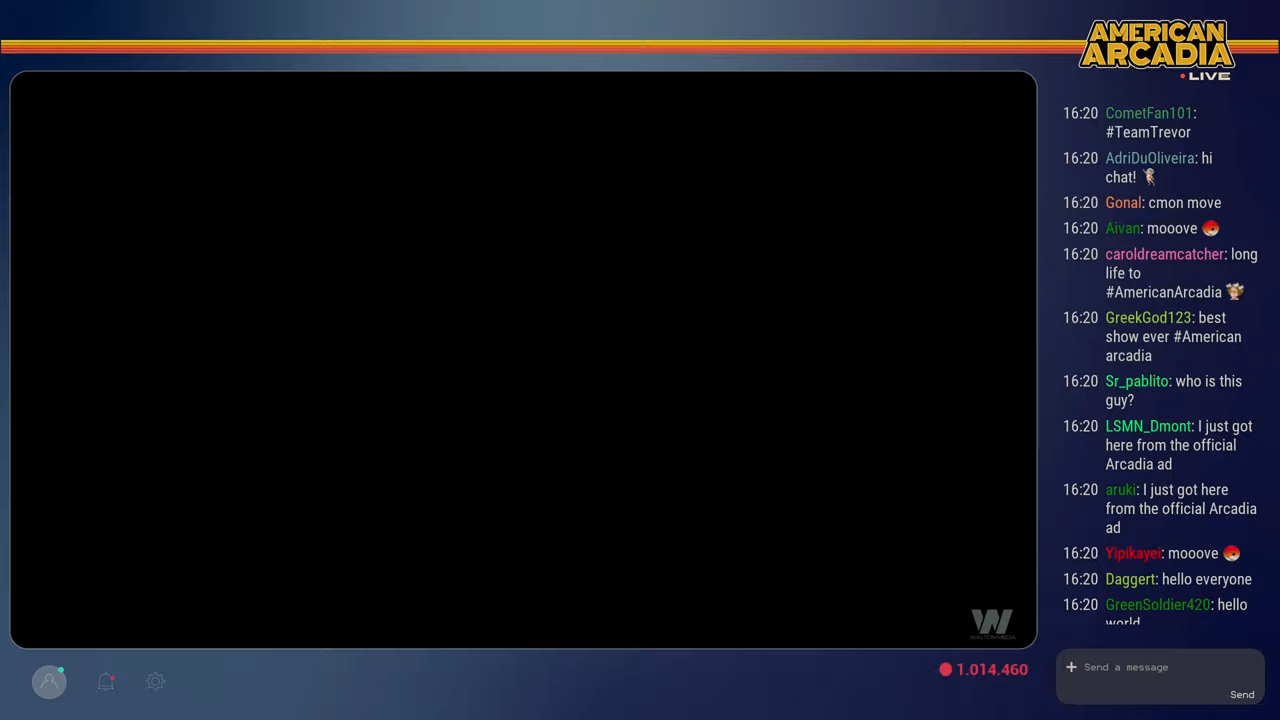 AMERICAN
ARCADIA
LIVE
16:20 CometFan101:
#TeamTrevor
16:20 AdriDuOliveira: hi
chat!
16:20 Gonal: cmon move
16:20 Aivan: mooove
16:20 caroldreamcatcher: long
life to
#AmericanArcadia
16:20 GreekGod123: best
show ever #American
arcadia
16:20 Sr_pablito: who is this
guy?
16:20 LSMN_Dmont: I just got
here from the official
Arcadia ad
16:20 aruki: I just got here
from the official Arcadia
ad
16:20 Yipikayei: mooove
16:20 Daggert: hello everyone
16:20 GreenSoldier420: hello
world
W
WALTON MEDIA
1.014.460
+ Send a message
Send